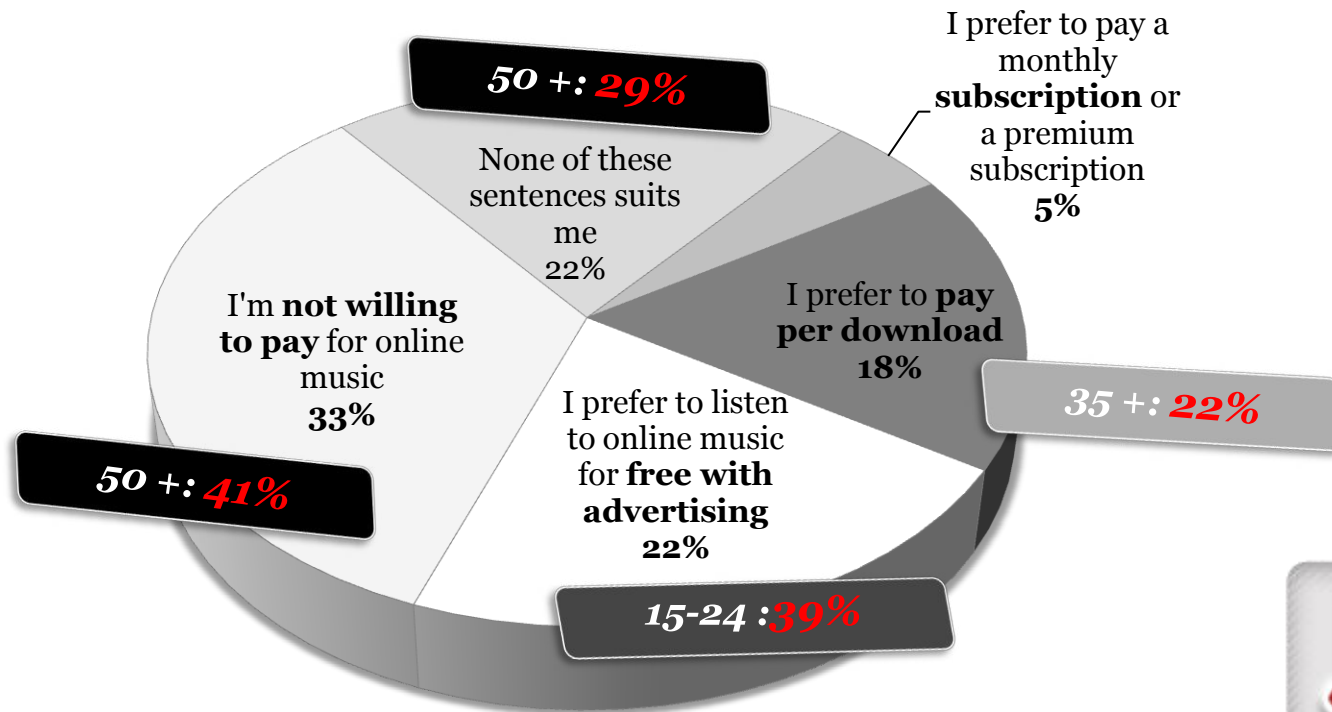 I prefer to pay a
monthly
subscription or
a premium
subscription
5%
50 +: 29%
None of these
sentences suits
me
22%
I prefer to pay
per download
18%
35 +: 22%
I'm not willing
to pay for online
music
33%
50 +: 41%
I prefer to listen
to online music
for free with
advertising
22%
15-24 :39%